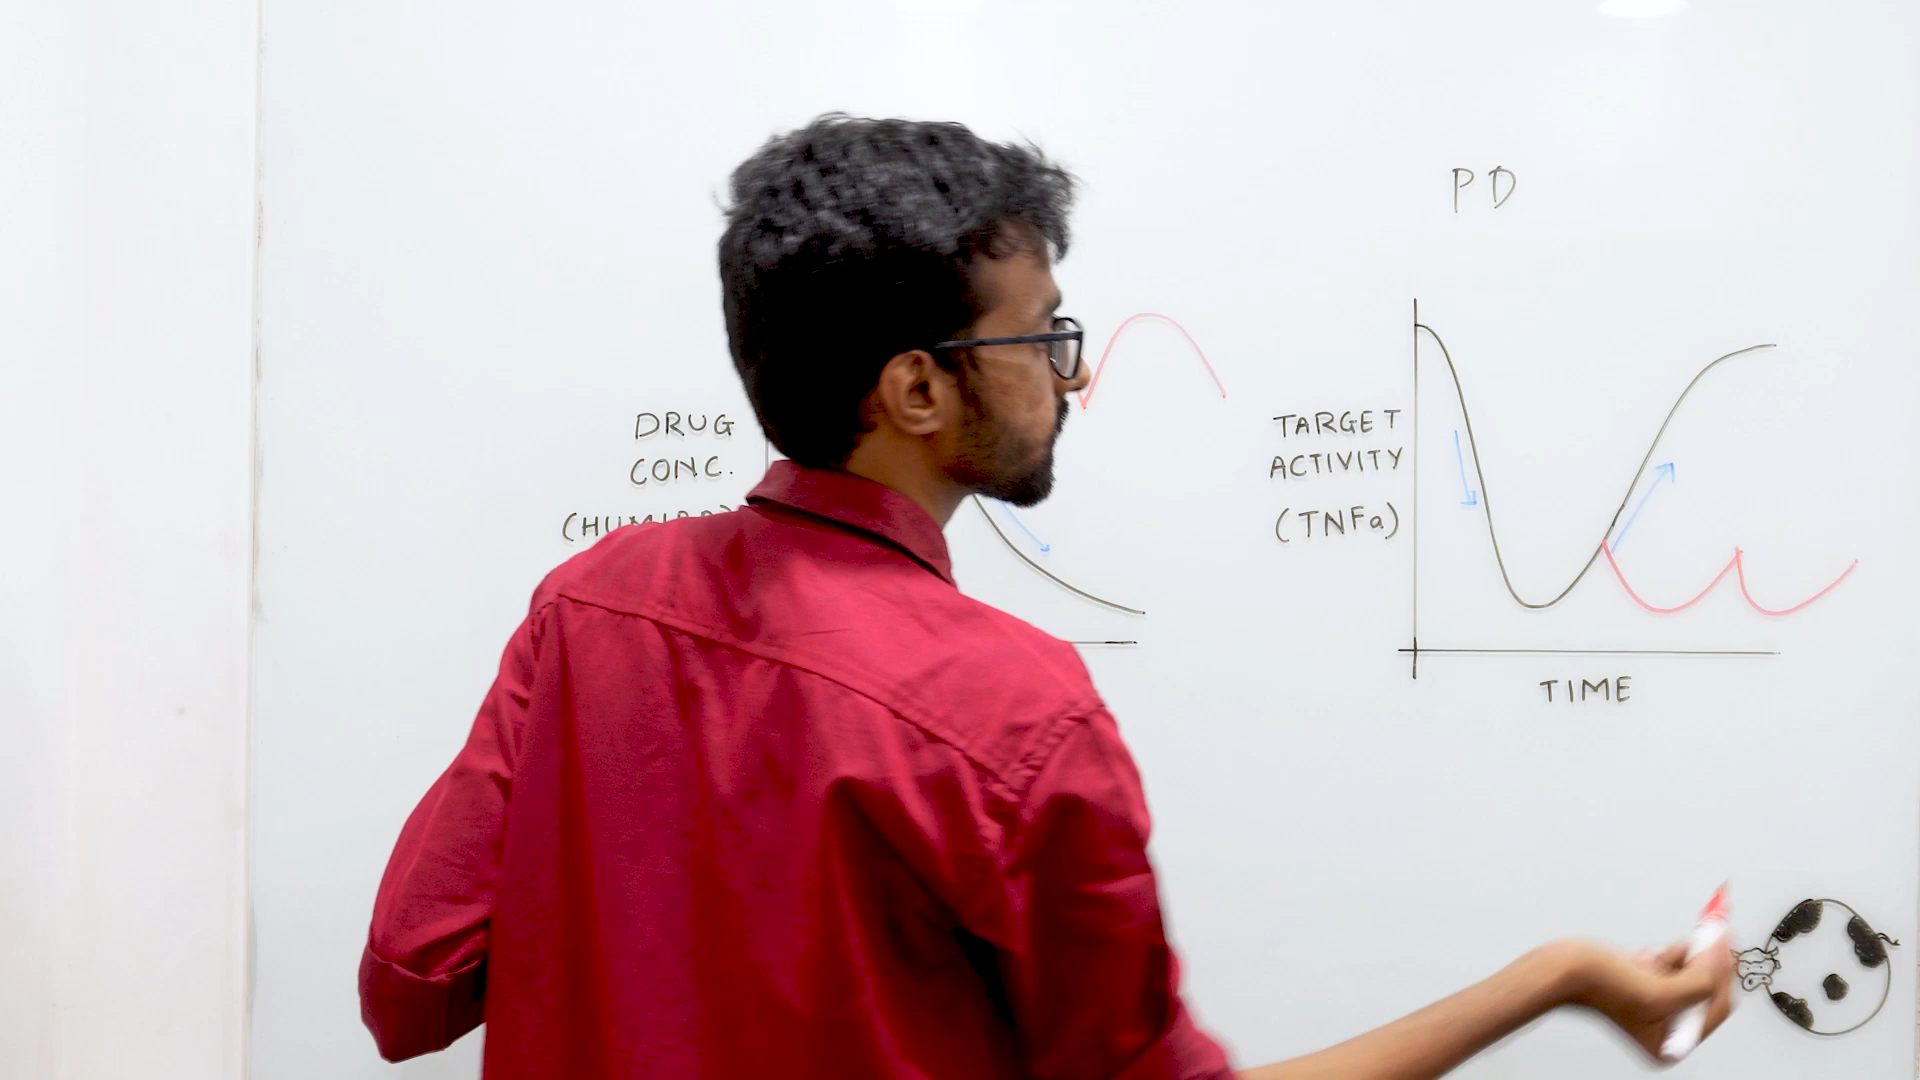 PD
DRUG
CONC.
(HUMIRA)
TARGET
ACTIVITY
(TNFa)
TIME